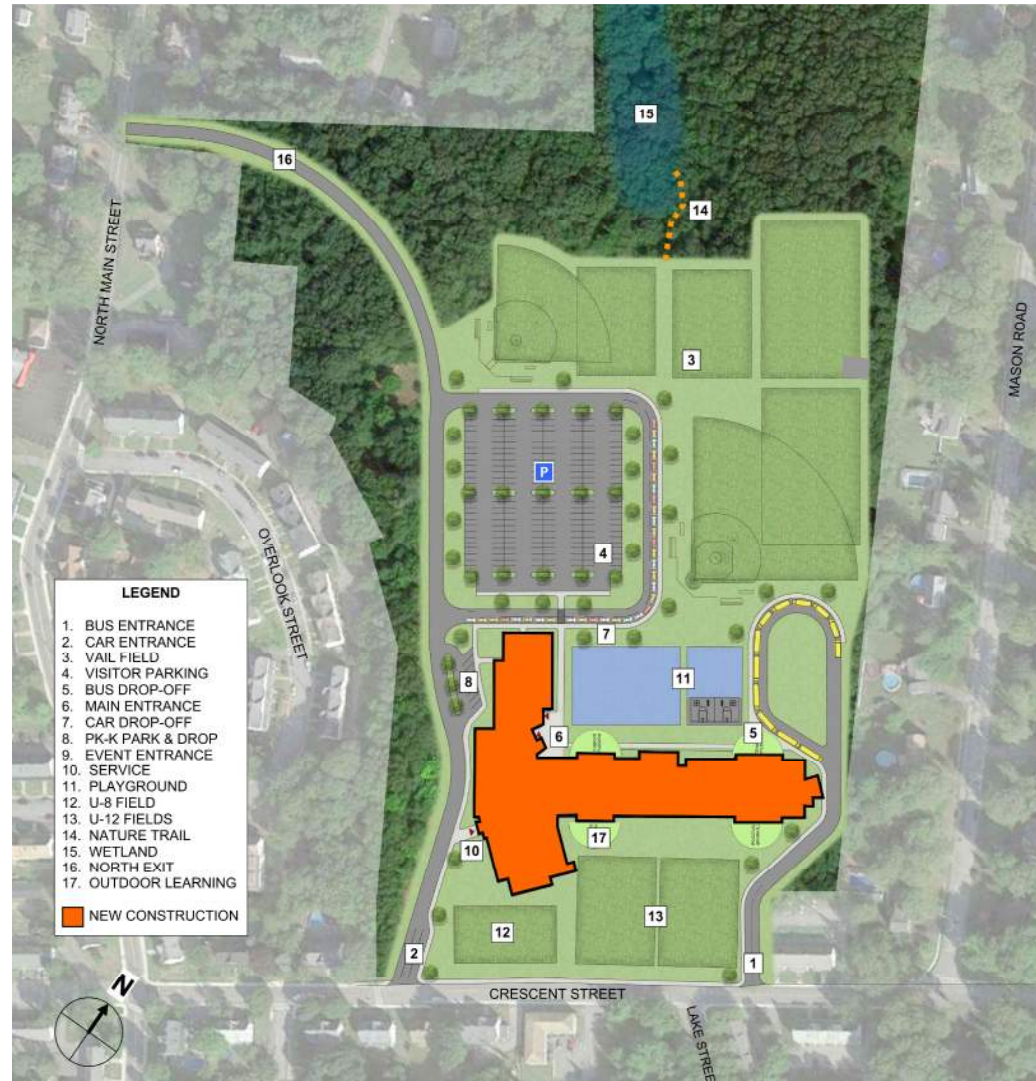 15
16
14
NORTH MAIN STREET
MASON ROAD
3
P
4
OVERLOOK STREET
7
8
11
6
5
10
17
12
13
2
1
LEGEND
1. BUS ENTRANCE
2. CAR ENTRANCE
3. VAIL FIELD
4. VISITOR PARKING
5. BUS DROP-OFF
6. MAIN ENTRANCE
7. CAR DROP-OFF
8. PK-K PARK & DROP
9. EVENT ENTRANCE
10. SERVICE
11. PLAYGROUND
12. U-8 FIELD
13. U-12 FIELDS
14. NATURE TRAIL
15. WETLAND
16. NORTH EXIT
17. OUTDOOR LEARNING
NEW CONSTRUCTION
N
CRESCENT STREET
LAKE STREET